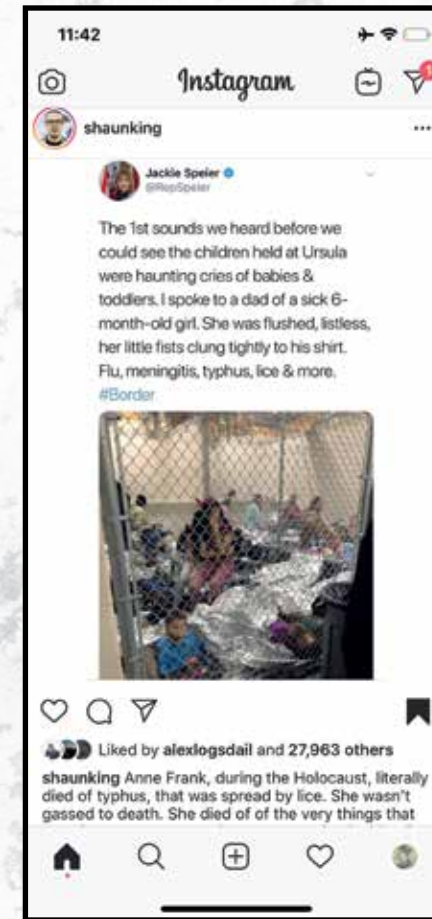 11:42
Instagram
1
shaunking
Jackie Speier
@RepSpeier
The 1st sounds we heard before we
could see the children held at Ursula
were haunting cries of babies &
toddlers. I spoke to a dad of a sick 6-
month-old girl. She was flushed, listless,
her little fists clung tightly to his shirt.
Flu, meningitis, typhus, lice & more.
#Border
Liked by alexlogsdail and 27,963 others
shaunking Anne Frank, during the Holocaust, literally
died of typhus, that was spread by lice. She wasn't
gassed to death. She died of of the very things that